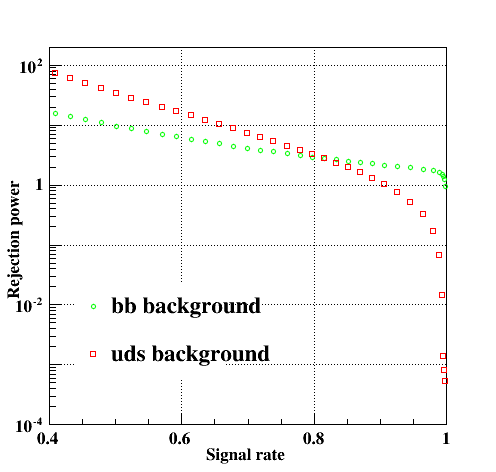 10²
10
1
10⁻²
10⁻⁴
Rejection power
bb background
uds background
0.4 0.6 0.8 1
Signal rate